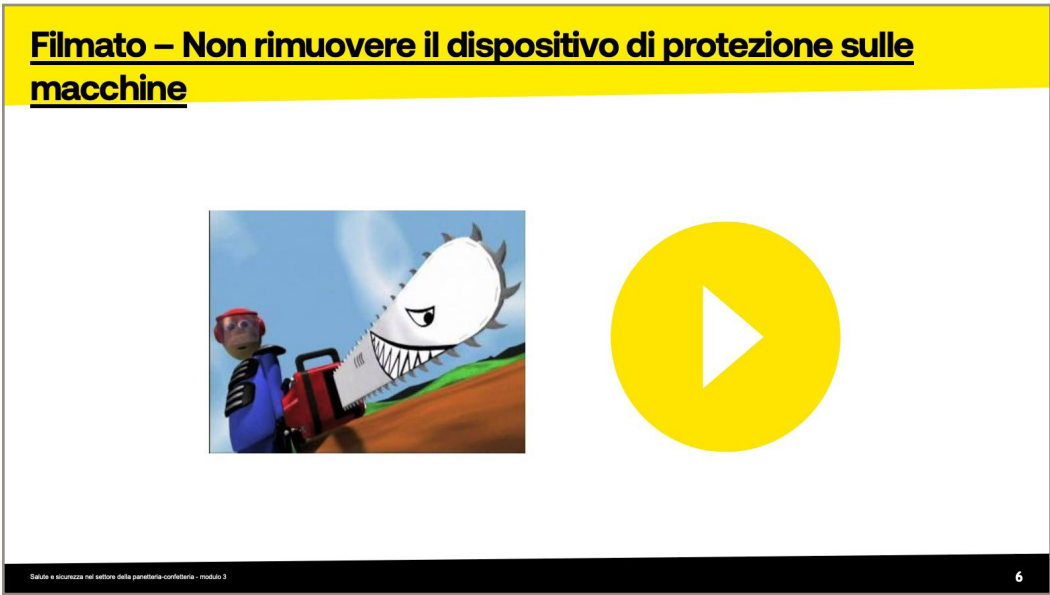 Filmato – Non rimuovere il dispositivo di protezione sulle
macchine
Salute e sicurezza nel settore della panetteria-confetteria - modulo 3
6